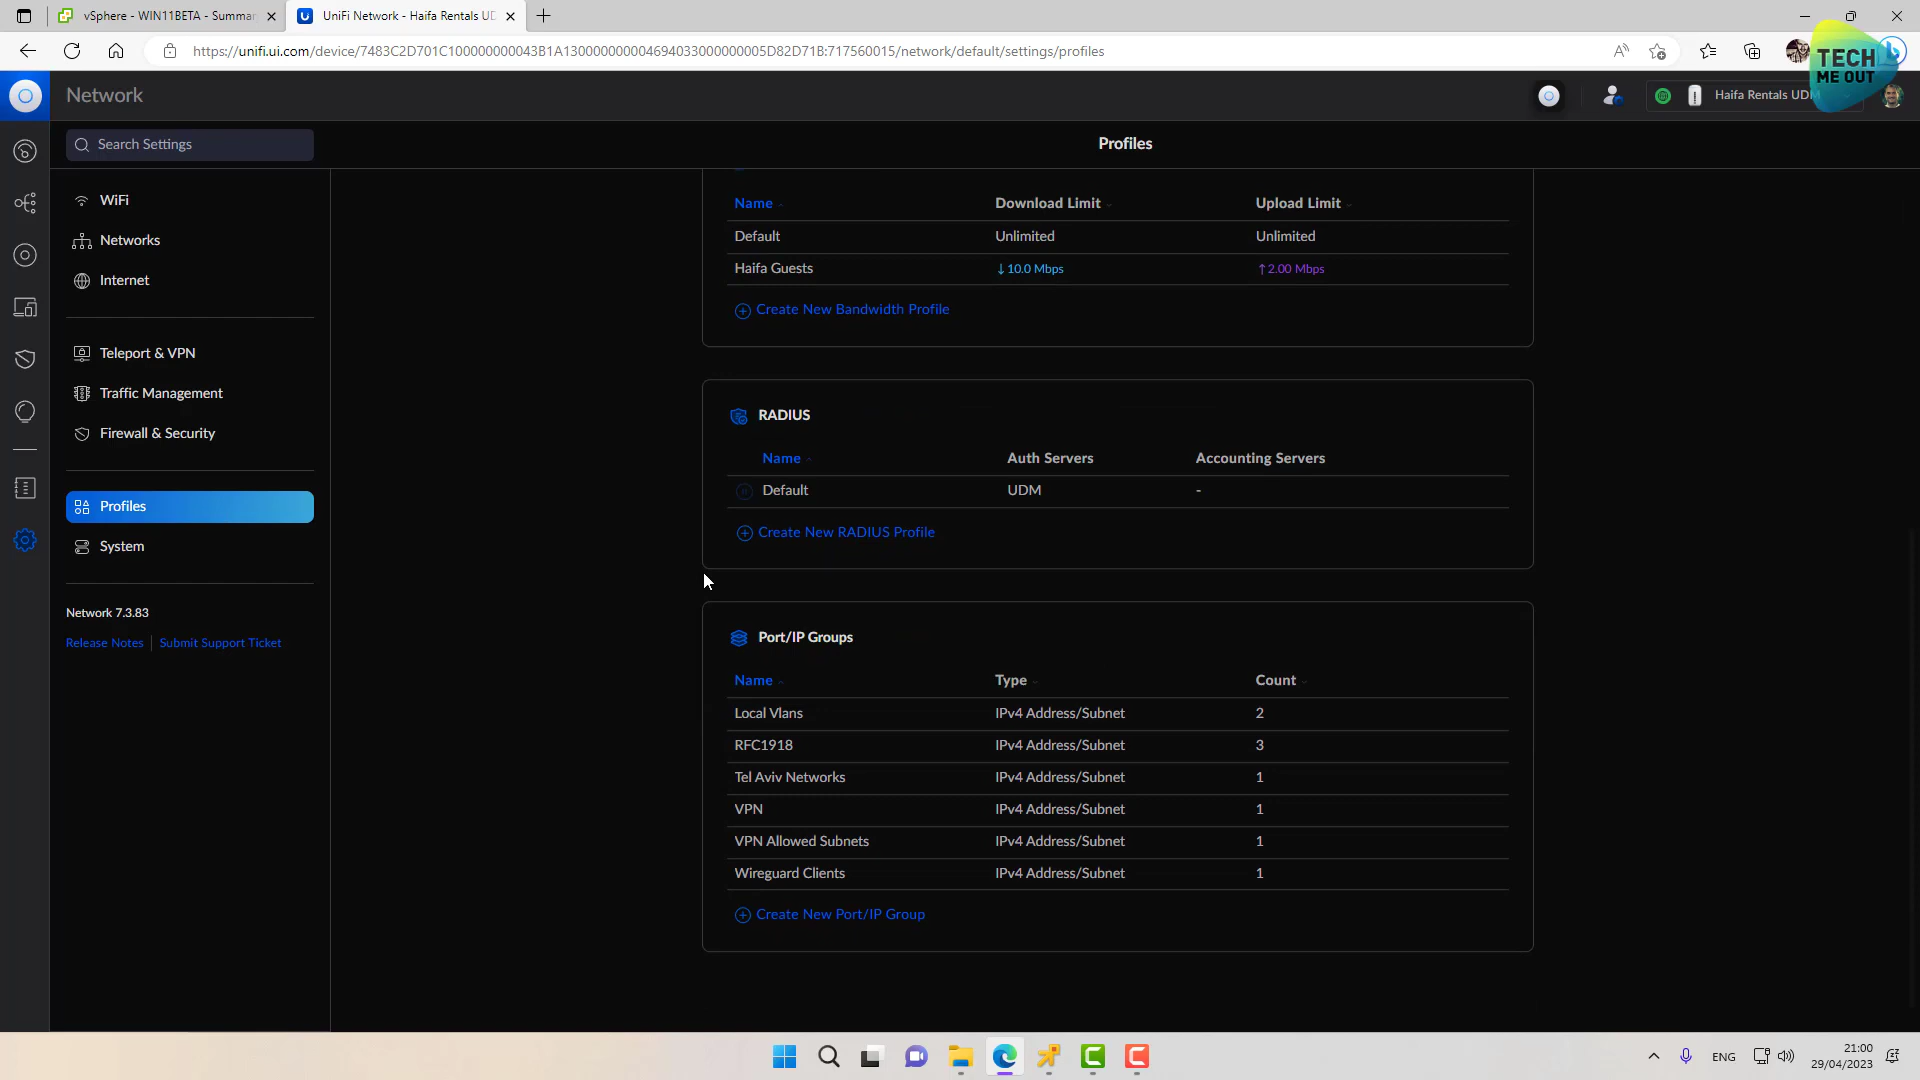 vSphere - WIN11BETA - Summar
UniFi Network - Haifa Rentals UD
https://unifi.ui.com/device/7483C2D701C100000000043B1A130000000004694033000000005D82D71B:717560015/network/default/settings/profiles
TECH
ME OUT
Network
Haifa Rentals UDM
Search Settings
Profiles
WiFi
Networks
Internet
Teleport & VPN
Traffic Management
Firewall & Security
Profiles
System
Network 7.3.83
Release Notes
Submit Support Ticket
Name
Download Limit
Upload Limit
Default
Unlimited
Unlimited
Haifa Guests
↓10.0 Mbps
↑2.00 Mbps
Create New Bandwidth Profile
RADIUS
Name
Auth Servers
Accounting Servers
Default
UDM
-
Create New RADIUS Profile
Port/IP Groups
Name
Type
Count
Local Vlans
IPv4 Address/Subnet
2
RFC1918
IPv4 Address/Subnet
3
Tel Aviv Networks
IPv4 Address/Subnet
1
VPN
IPv4 Address/Subnet
1
VPN Allowed Subnets
IPv4 Address/Subnet
1
Wireguard Clients
IPv4 Address/Subnet
1
Create New Port/IP Group
ENG
21:00
29/04/2023